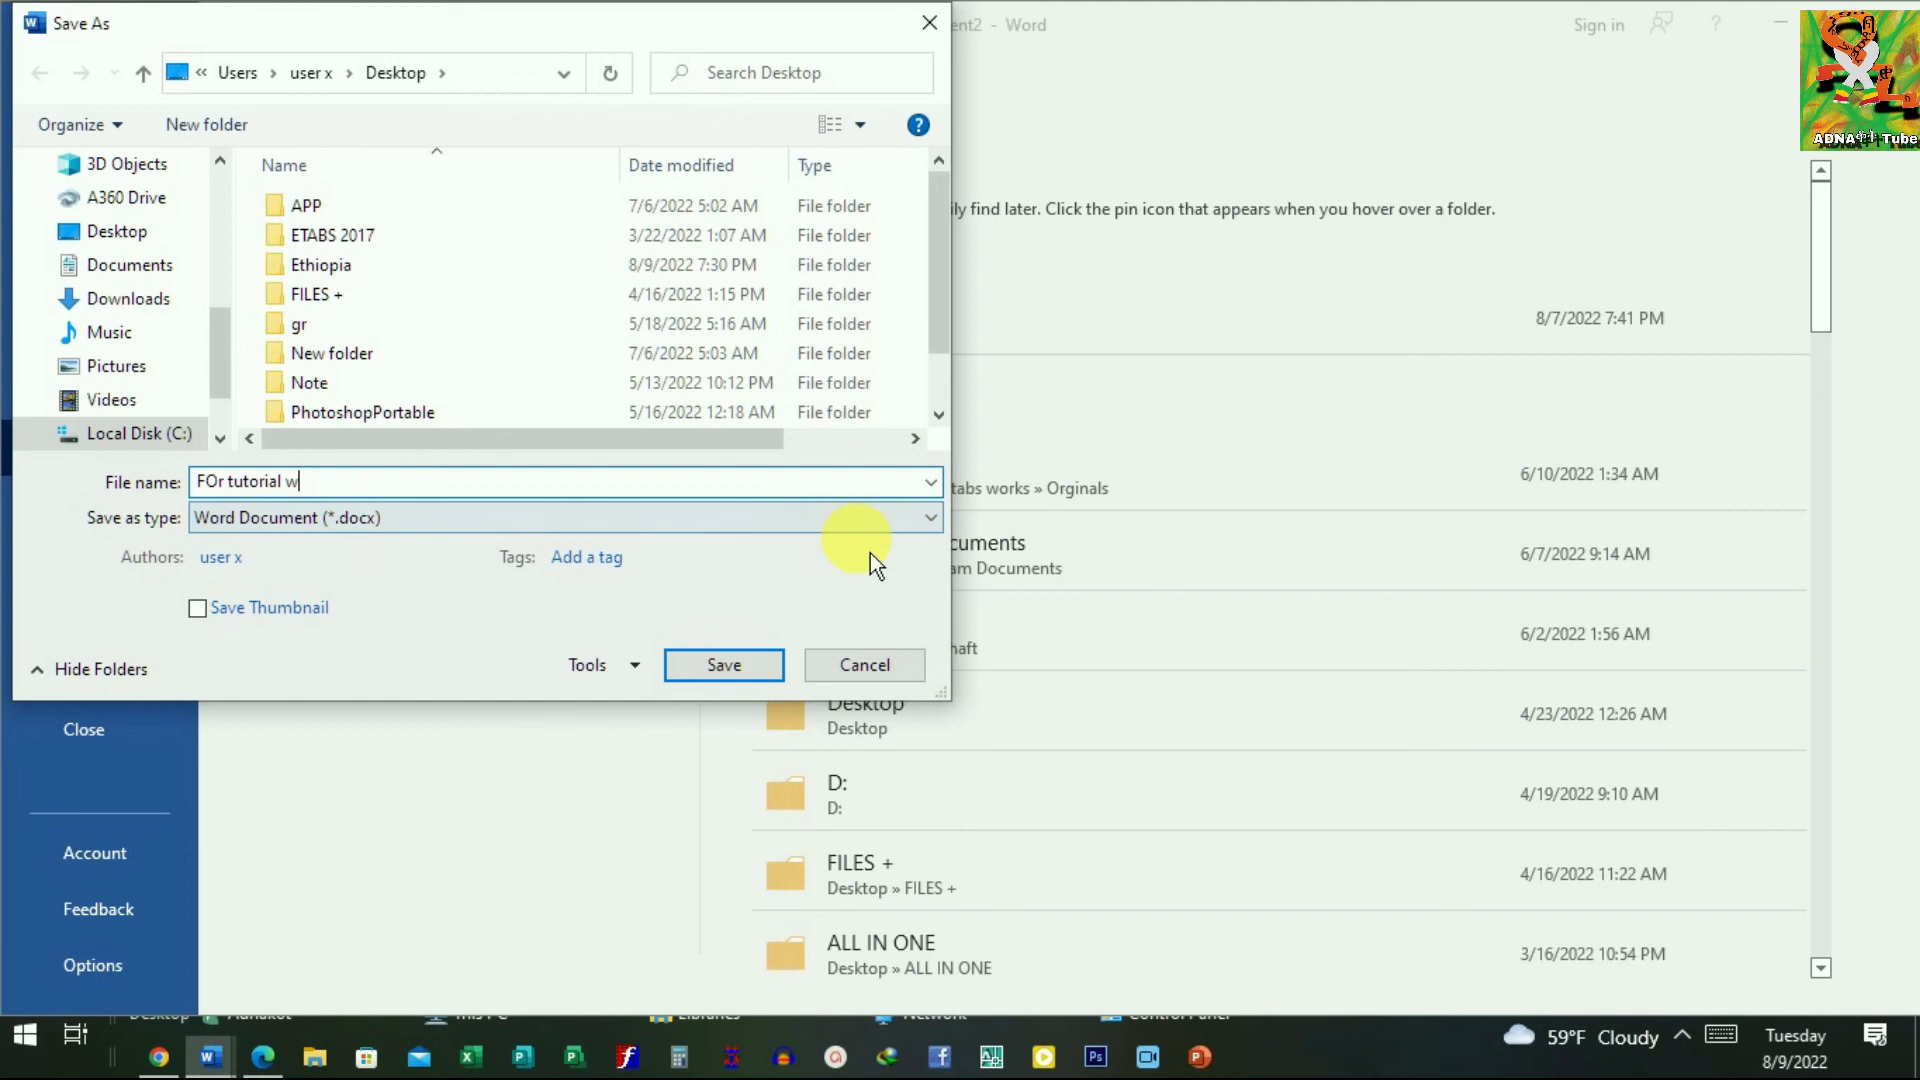 Save As
ent2 - Word
Sign in
?
« Users > user x > Desktop >
Search Desktop
Organize
New folder
?
ADNAቆት Tube
3D Objects
A360 Drive
Desktop
Documents
Downloads
Music
Pictures
Videos
Local Disk (C:)
Name Date modified Type
APP 7/6/2022 5:02 AM File folder
ETABS 2017 3/22/2022 1:07 AM File folder
Ethiopia 8/9/2022 7:30 PM File folder
FILES + 4/16/2022 1:15 PM File folder
gr 5/18/2022 5:16 AM File folder
New folder 7/6/2022 5:03 AM File folder
Note 5/13/2022 10:12 PM File folder
PhotoshopPortable 5/16/2022 12:18 AM File folder
File name: FOr tutorial w
Save as type: Word Document (*.docx)
Authors: user x
Tags: Add a tag
Save Thumbnail
Hide Folders
Tools
Save
Cancel
ily find later. Click the pin icon that appears when you hover over a folder.
8/7/2022 7:41 PM
6/10/2022 1:34 AM
tabs works » Orginals
cuments
6/7/2022 9:14 AM
am Documents
6/2/2022 1:56 AM
haft
Desktop
Desktop
4/23/2022 12:26 AM
D:
D:
4/19/2022 9:10 AM
FILES +
Desktop » FILES +
4/16/2022 11:22 AM
ALL IN ONE
Desktop » ALL IN ONE
3/16/2022 10:54 PM
Close
Account
Feedback
Options
Desktop
This PC
Libraries
Network
Control Panel
59°F Cloudy
Tuesday
8/9/2022